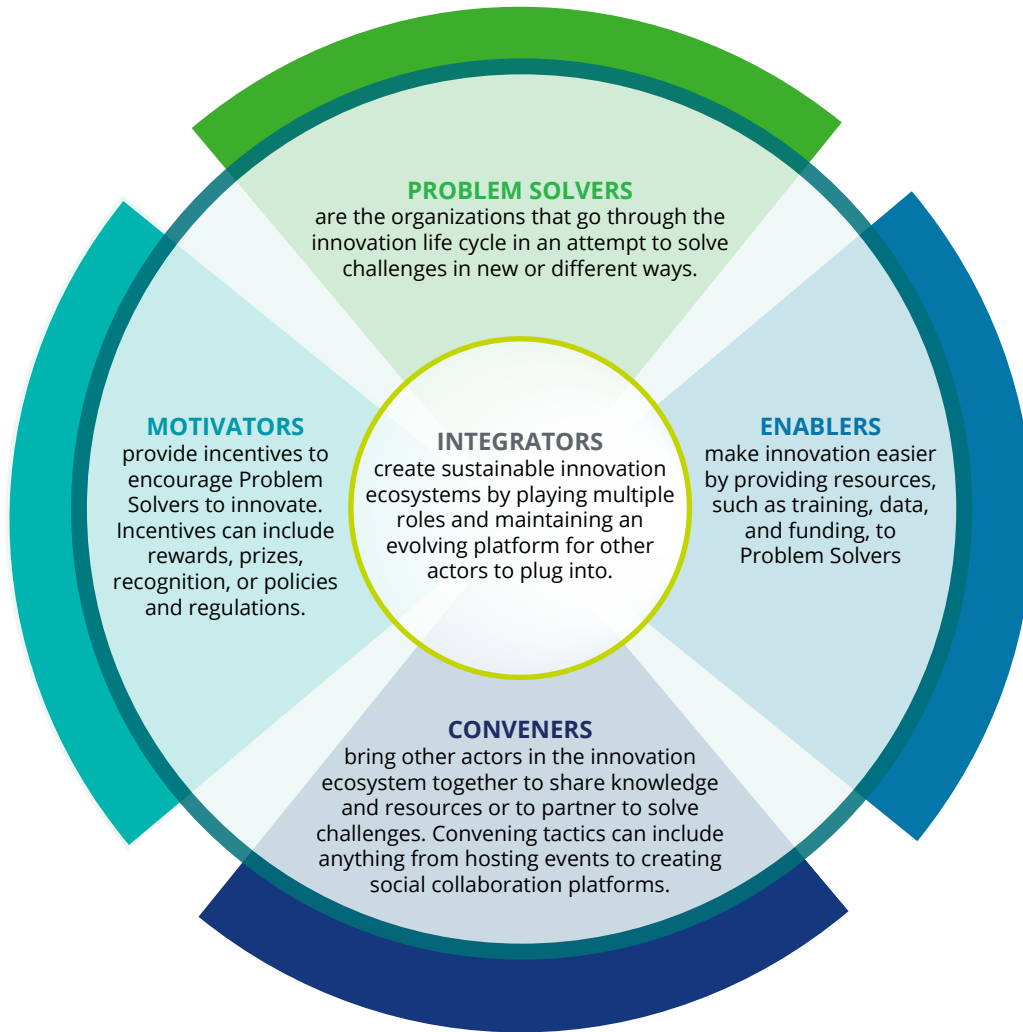 PROBLEM SOLVERS
are the organizations that go through the
innovation life cycle in an attempt to solve
challenges in new or different ways.
MOTIVATORS
provide incentives to
encourage Problem
Solvers to innovate.
Incentives can include
rewards, prizes,
recognition, or policies
and regulations.
INTEGRATORS
create sustainable innovation
ecosystems by playing multiple
roles and maintaining an
evolving platform for other
actors to plug into.
ENABLERS
make innovation easier
by providing resources,
such as training, data,
and funding, to
Problem Solvers
CONVENERS
bring other actors in the innovation
ecosystem together to share knowledge
and resources or to partner to solve
challenges. Convening tactics can include
anything from hosting events to creating
social collaboration platforms.